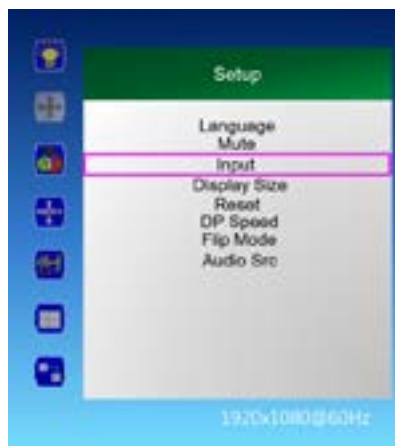 Setup
Language
Mute
Input
Display Size
Reset
DP Speed
Flip Mode
Audio Src
1920x1080@60Hz